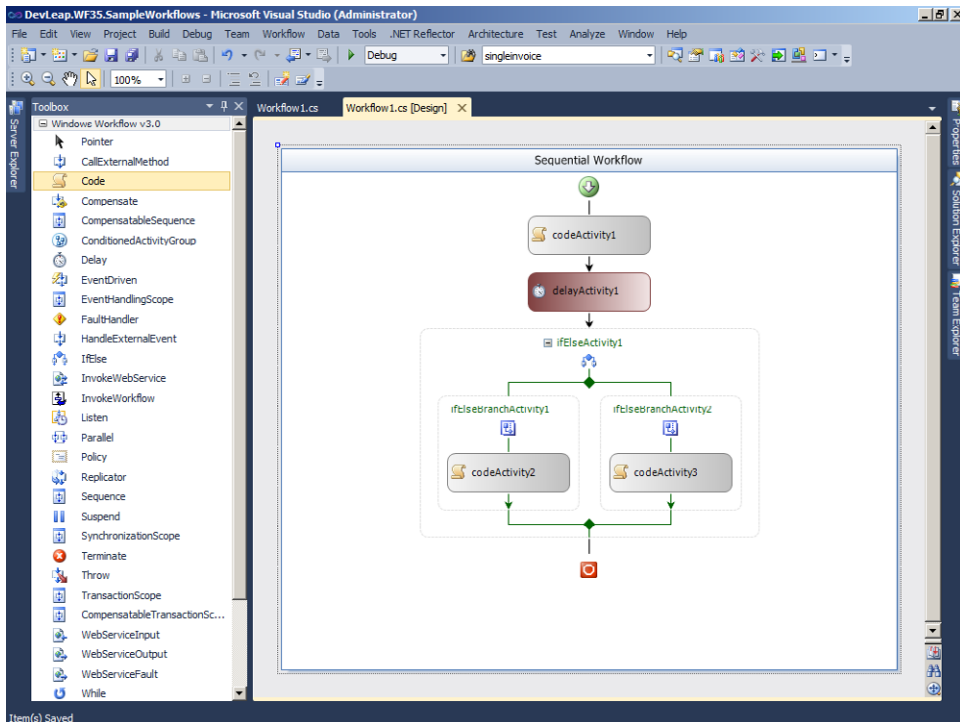 DevLeap.WF35.SampleWorkflows - Microsoft Visual Studio (Administrator)
File Edit View Project Build Debug Team Workflow Data Tools .NET Reflector Architecture Test Analyze Window Help
Debug singleinvoice
100%
Toolbox
Workflow1.cs Workflow1.cs [Design]
Server Explorer
Windows Workflow v3.0
Pointer
CallExternalMethod
Code
Compensate
CompensatableSequence
ConditionedActivityGroup
Delay
EventDriven
EventHandlingScope
FaultHandler
HandleExternalEvent
IfElse
InvokeWebService
InvokeWorkflow
Listen
Parallel
Policy
Replicator
Sequence
Suspend
SynchronizationScope
Terminate
Throw
TransactionScope
CompensatableTransactionSc...
WebServiceInput
WebServiceOutput
WebServiceFault
While
Sequential Workflow
codeActivity1
delayActivity1
ifElseActivity1
ifElseBranchActivity1 ifElseBranchActivity2
codeActivity2 codeActivity3
Properties
Solution Explorer
Team Explorer
Item(s) Saved